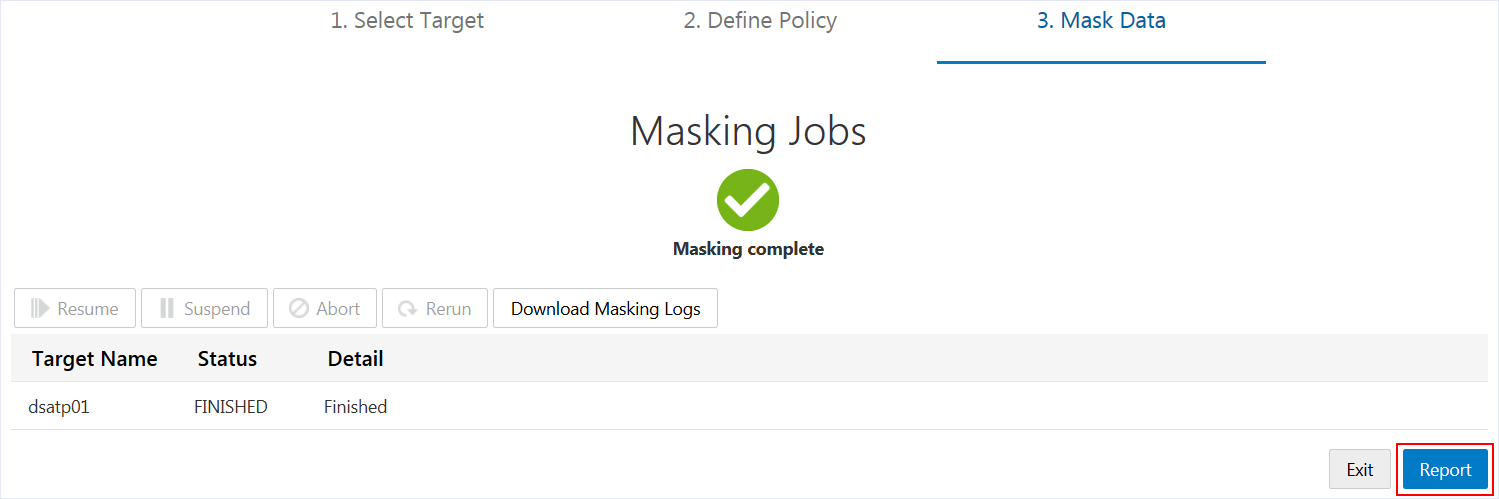 1. Select Target 2. Define Policy 3. Mask Data
Masking Jobs
Masking complete
Resume Suspend Abort Rerun Download Masking Logs
Target Name Status Detail
dsatp01 FINISHED Finished
Exit Report